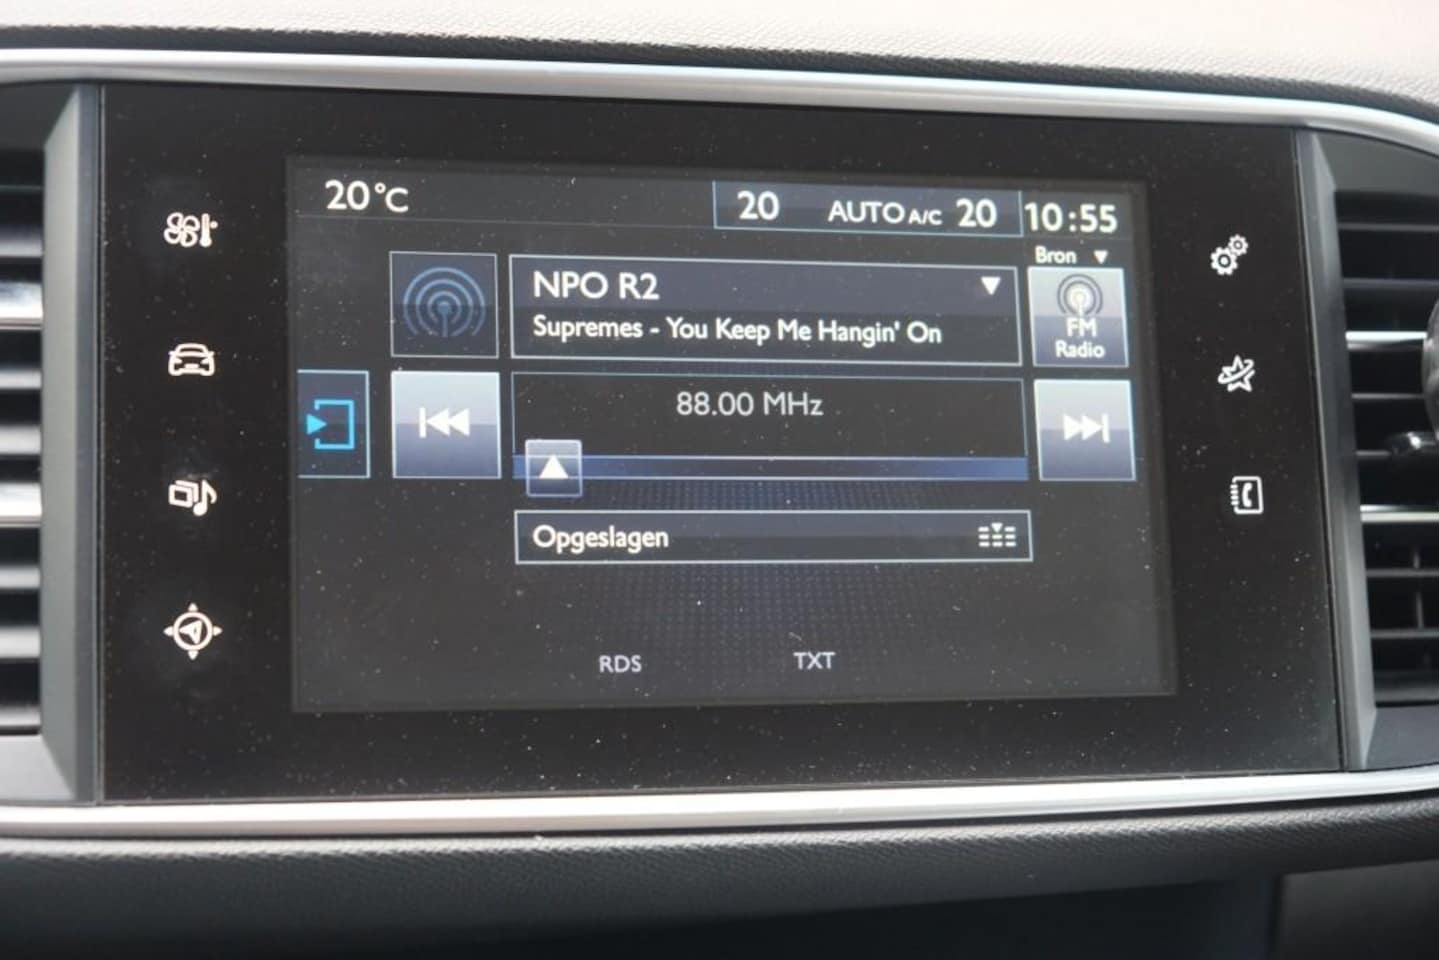 20°C
20 AUTO A/C 20 10:55
Bron
NPO R2
Supremes - You Keep Me Hangin' On
FM
Radio
88.00 MHz
Opgeslagen
RDS TXT